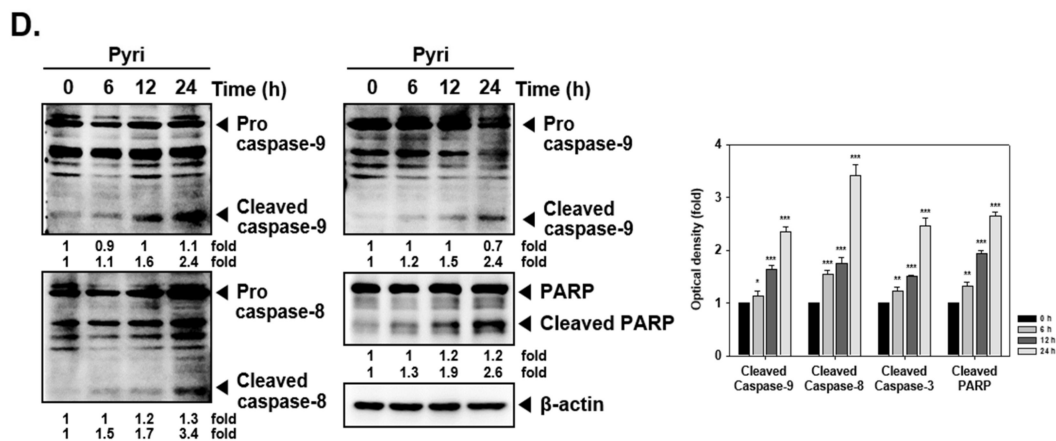 D.
Pyri
0 6 12 24 Time (h)
Pro
caspase-9
Cleaved
caspase-9
1 0.9 1 1.1 fold
1 1.1 1.6 2.4 fold
Pro
caspase-8
Cleaved
caspase-8
1 1 1.2 1.3 fold
1 1.5 1.7 3.4 fold
Pyri
0 6 12 24 Time (h)
Pro
caspase-9
Cleaved
caspase-9
1 1 1 0.7 fold
1 1.2 1.5 2.4 fold
PARP
Cleaved PARP
1 1 1.2 1.2 fold
1 1.3 1.9 2.6 fold
β-actin
Optical density (fold)
4
3
2
1
0
* *** ***
*** *** ***
** *** ***
** *** ***
Cleaved
Caspase-9
Cleaved
Caspase-8
Cleaved
Caspase-3
Cleaved
PARP
0 h
6 h
12 h
24 h